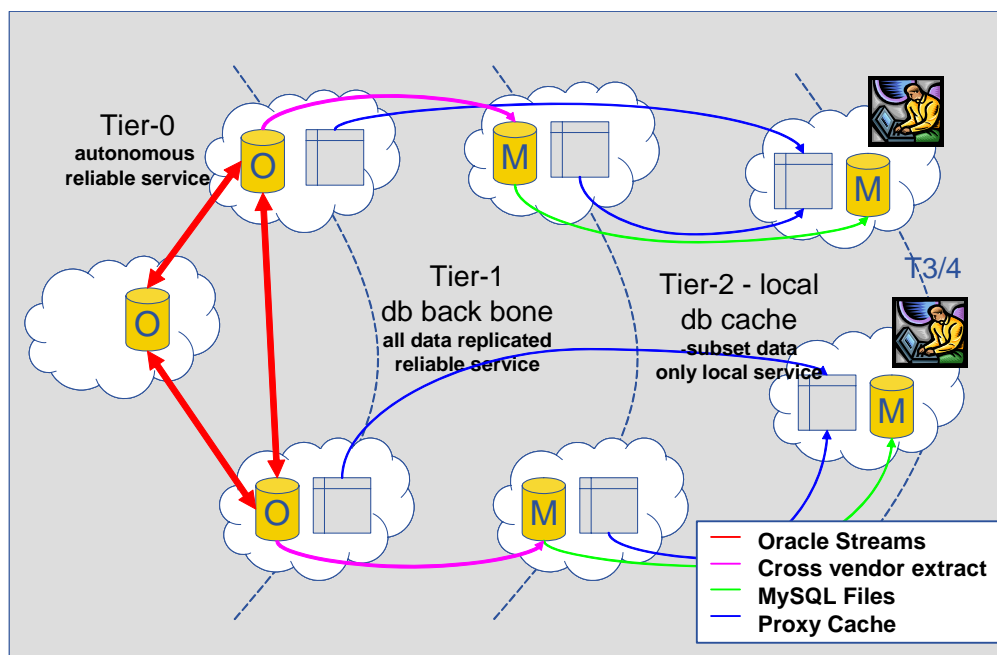 Tier-0
autonomous
reliable service
O
M
M
O
T3/4
Tier-1
db back bone
all data replicated
reliable service
Tier-2 - local
db cache
-subset data
only local service
M
O
M
Oracle Streams
Cross vendor extract
MySQL Files
Proxy Cache